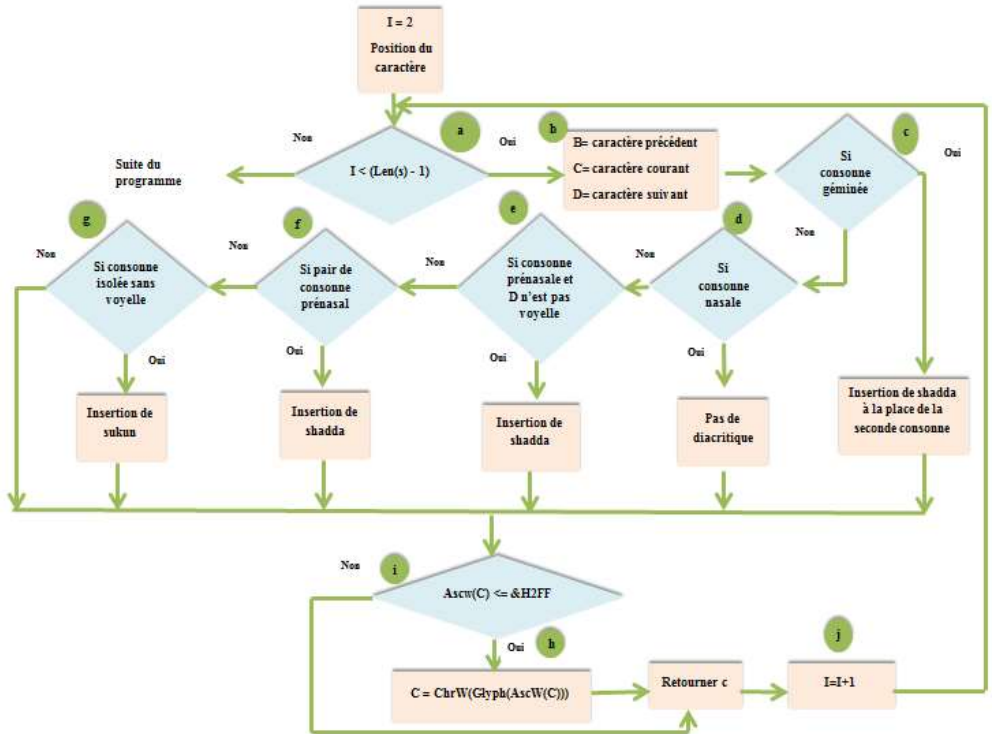 I = 2
Position du
caractère
a
Non
Oui
I < (Len(s) - 1)
b
B= caractère précédent
C= caractère courant
D= caractère suivant
c
Si
consonne
géminée
Oui
Non
Suite du
programme
d
Si
consonne
nasale
Non
Oui
e
Si consonne
prénasale et
D n'est pas
voyelle
Non
Oui
f
Si pair de
consonne
prénasal
Non
Oui
g
Si consonne
isolée sans
voyelle
Non
Oui
Insertion de
sukun
Insertion de
shadda
Insertion de
shadda
Pas de
diacritique
Insertion de shadda
à la place de la
seconde consonne
Non
i
Ascw(C) <= &H2FF
Oui
h
C = ChrW(Glyph(AscW(C)))
Retourner c
j
I=I+1